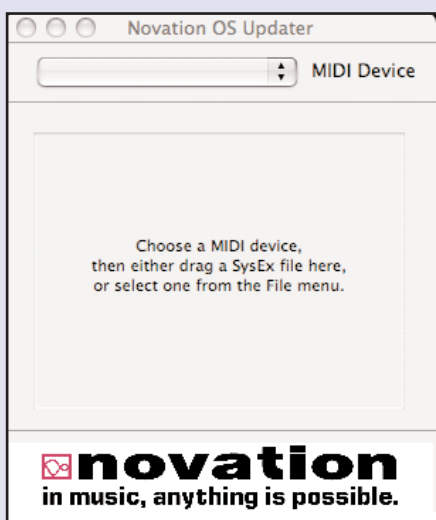 Novation OS Updater
MIDI Device
Choose a MIDI device,
then either drag a SysEx file here,
or select one from the File menu.
novation
in music, anything is possible.